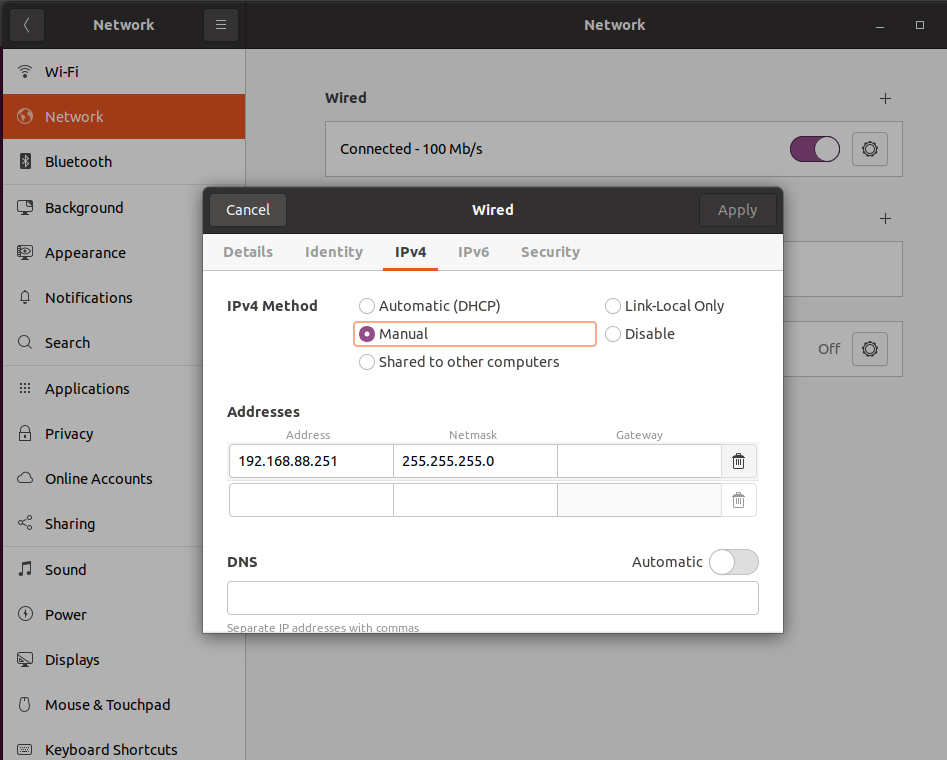 Network
Network
Wi-Fi
Network
Bluetooth
Background
Appearance
Notifications
Search
Applications
Privacy
Online Accounts
Sharing
Sound
Power
Displays
Mouse & Touchpad
Keyboard Shortcuts
Wired
Connected - 100 Mb/s
Off
Cancel
Wired
Apply
Details Identity IPv4 IPv6 Security
IPv4 Method
Automatic (DHCP)
Link-Local Only
Manual
Disable
Shared to other computers
Addresses
Address Netmask Gateway
192.168.88.251 255.255.255.0
DNS
Automatic
Separate IP addresses with commas